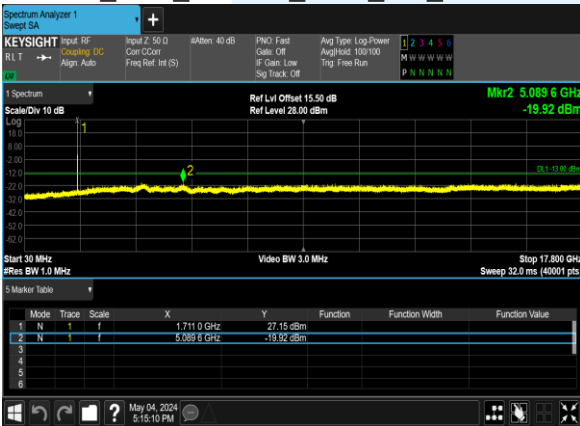 Spectrum Analyzer 1
Swept SA
KEYSIGHT Input: RF Input Z: 50 Ω #Atten: 40 dB PNO: Fast Avg Type: Log-Power 1 2 3 4 5 6
RLT Coupling: DC Corr CCorr Gate: Off Avg|Hold: 100/100 M W W W W W
Align: Auto Freq Ref: Int (S) IF Gain: Low Trig: Free Run
LV Sig Track: Off P N N N N N
1 Spectrum Ref Lvl Offset 15.50 dB Mkr2 5.089 6 GHz
Scale/Div 10 dB Ref Level 28.00 dBm -19.92 dBm
Log
18.0 1
8.00
-2.00
-12.0 2 DL1 -13.00 dBm
-22.0
-32.0
-42.0
-52.0
-62.0
Start 30 MHz Video BW 3.0 MHz Stop 17.800 GHz
#Res BW 1.0 MHz Sweep 32.0 ms (40001 pts
5 Marker Table
Mode Trace Scale X Y Function Function Width Function Value
1 N 1 f 1.711 0 GHz 27.15 dBm
2 N 1 f 5.089 6 GHz -19.92 dBm
3
4
5
6
May 04, 2024
5:15:10 PM